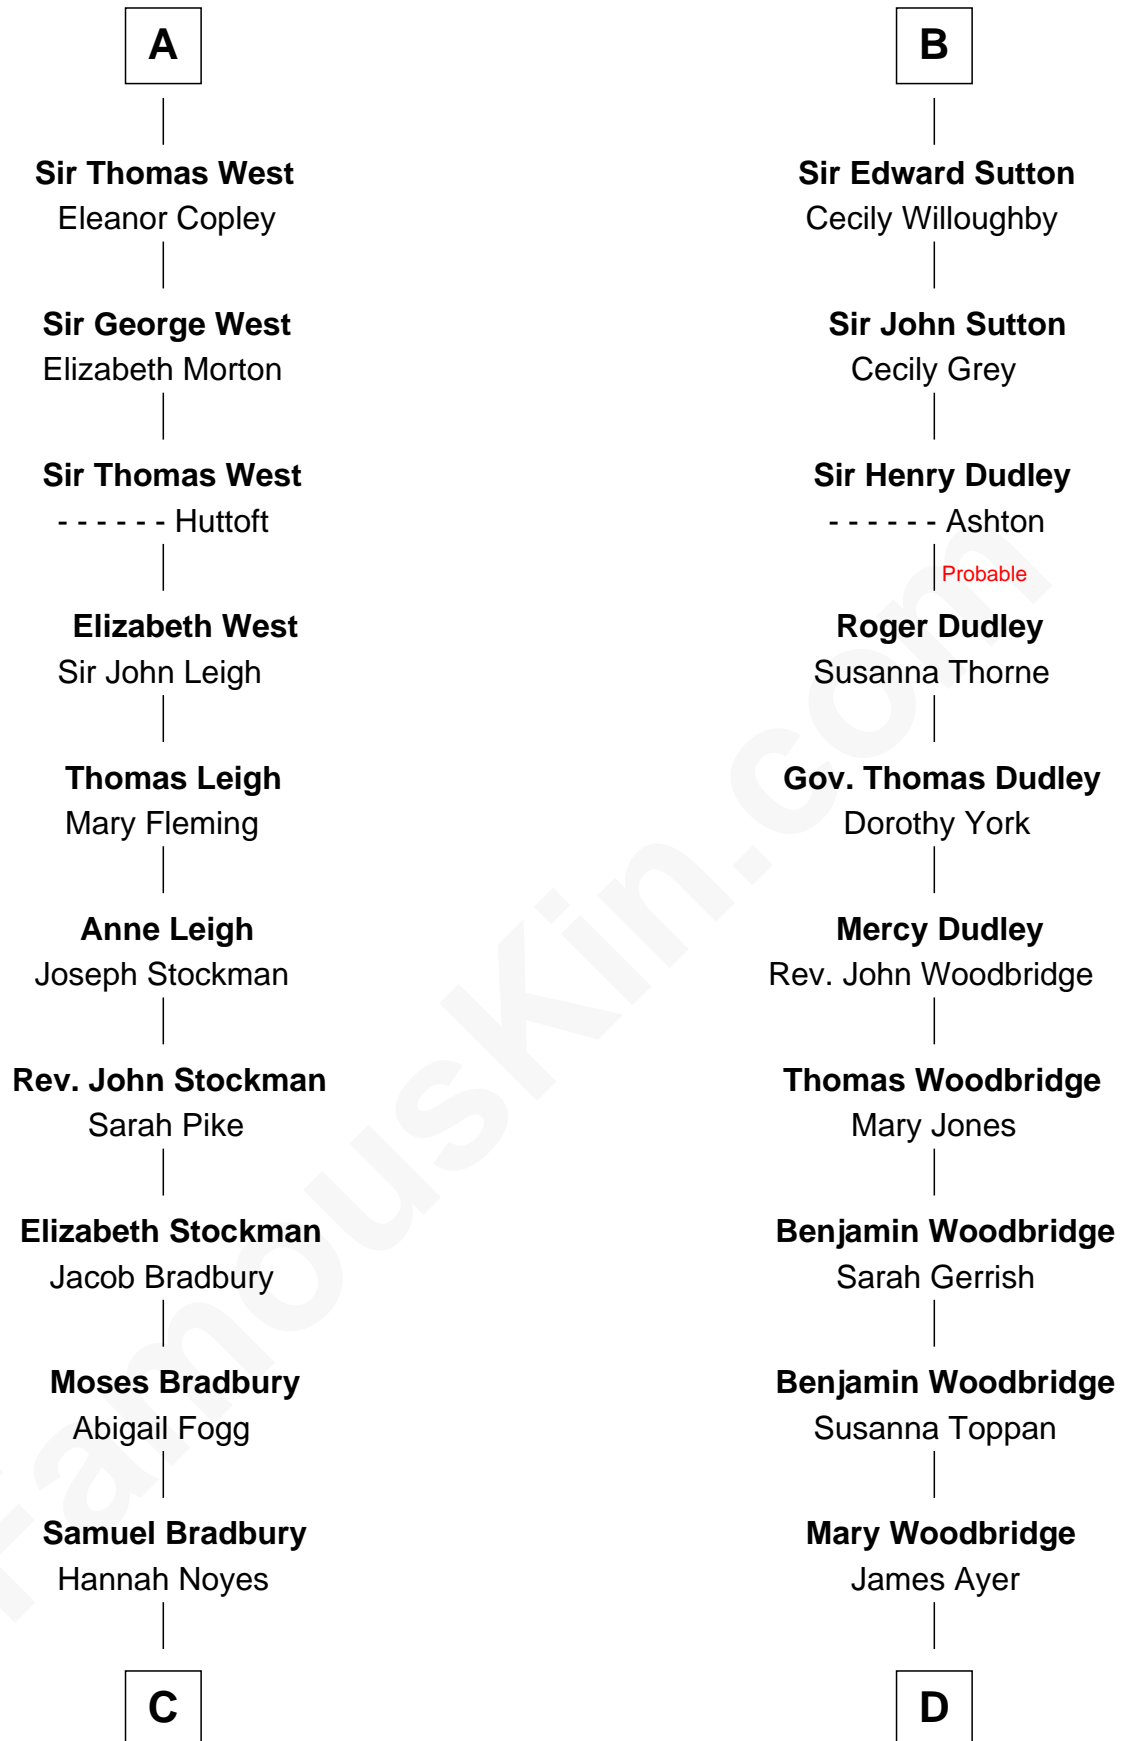 A
Sir Thomas West
Eleanor Copley
Sir George West
Elizabeth Morton
Sir Thomas West
- - - - - - Huttoft
Elizabeth West
Sir John Leigh
Thomas Leigh
Mary Fleming
Anne Leigh
Joseph Stockman
Rev. John Stockman
Sarah Pike
Elizabeth Stockman
Jacob Bradbury
Moses Bradbury
Abigail Fogg
Samuel Bradbury
Hannah Noyes
C
B
Sir Edward Sutton
Cecily Willoughby
Sir John Sutton
Cecily Grey
Sir Henry Dudley
- - - - - - Ashton
Probable
Roger Dudley
Susanna Thorne
Gov. Thomas Dudley
Dorothy York
Mercy Dudley
Rev. John Woodbridge
Thomas Woodbridge
Mary Jones
Benjamin Woodbridge
Sarah Gerrish
Benjamin Woodbridge
Susanna Toppan
Mary Woodbridge
James Ayer
D
FamousKin.com